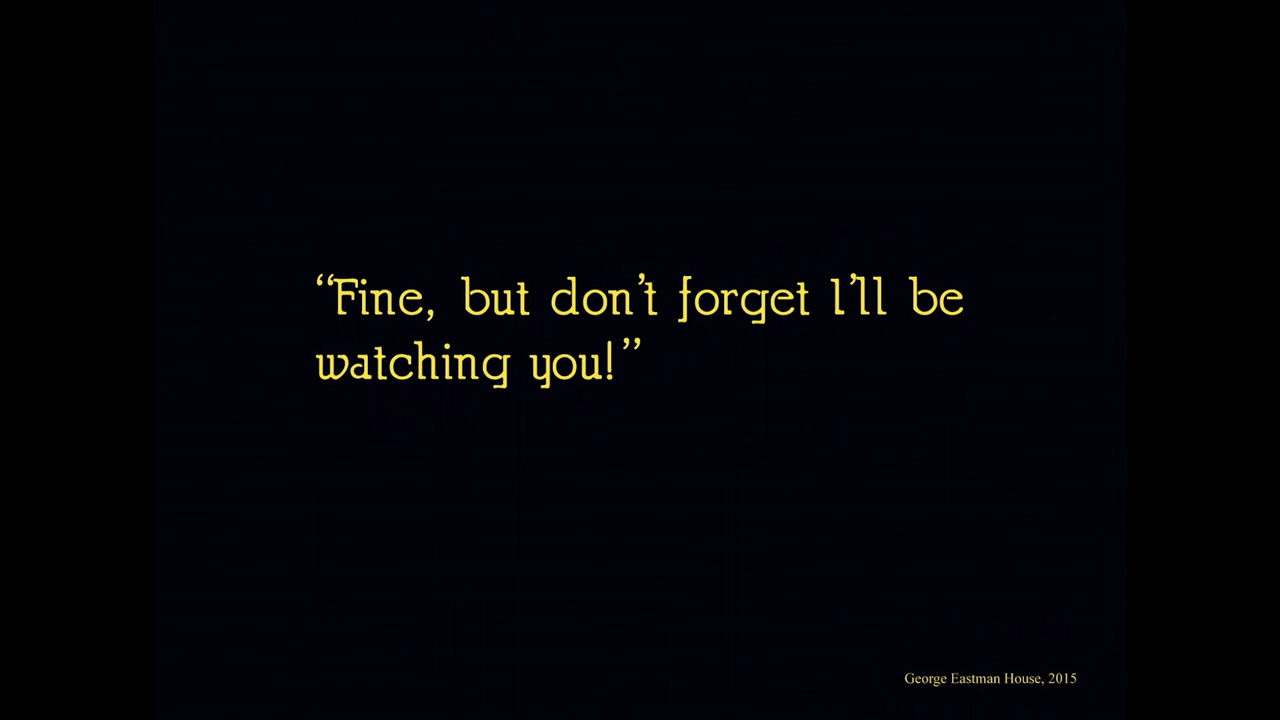 “Fine, but don’t forget I’ll be
watching you!”
George Eastman House, 2015